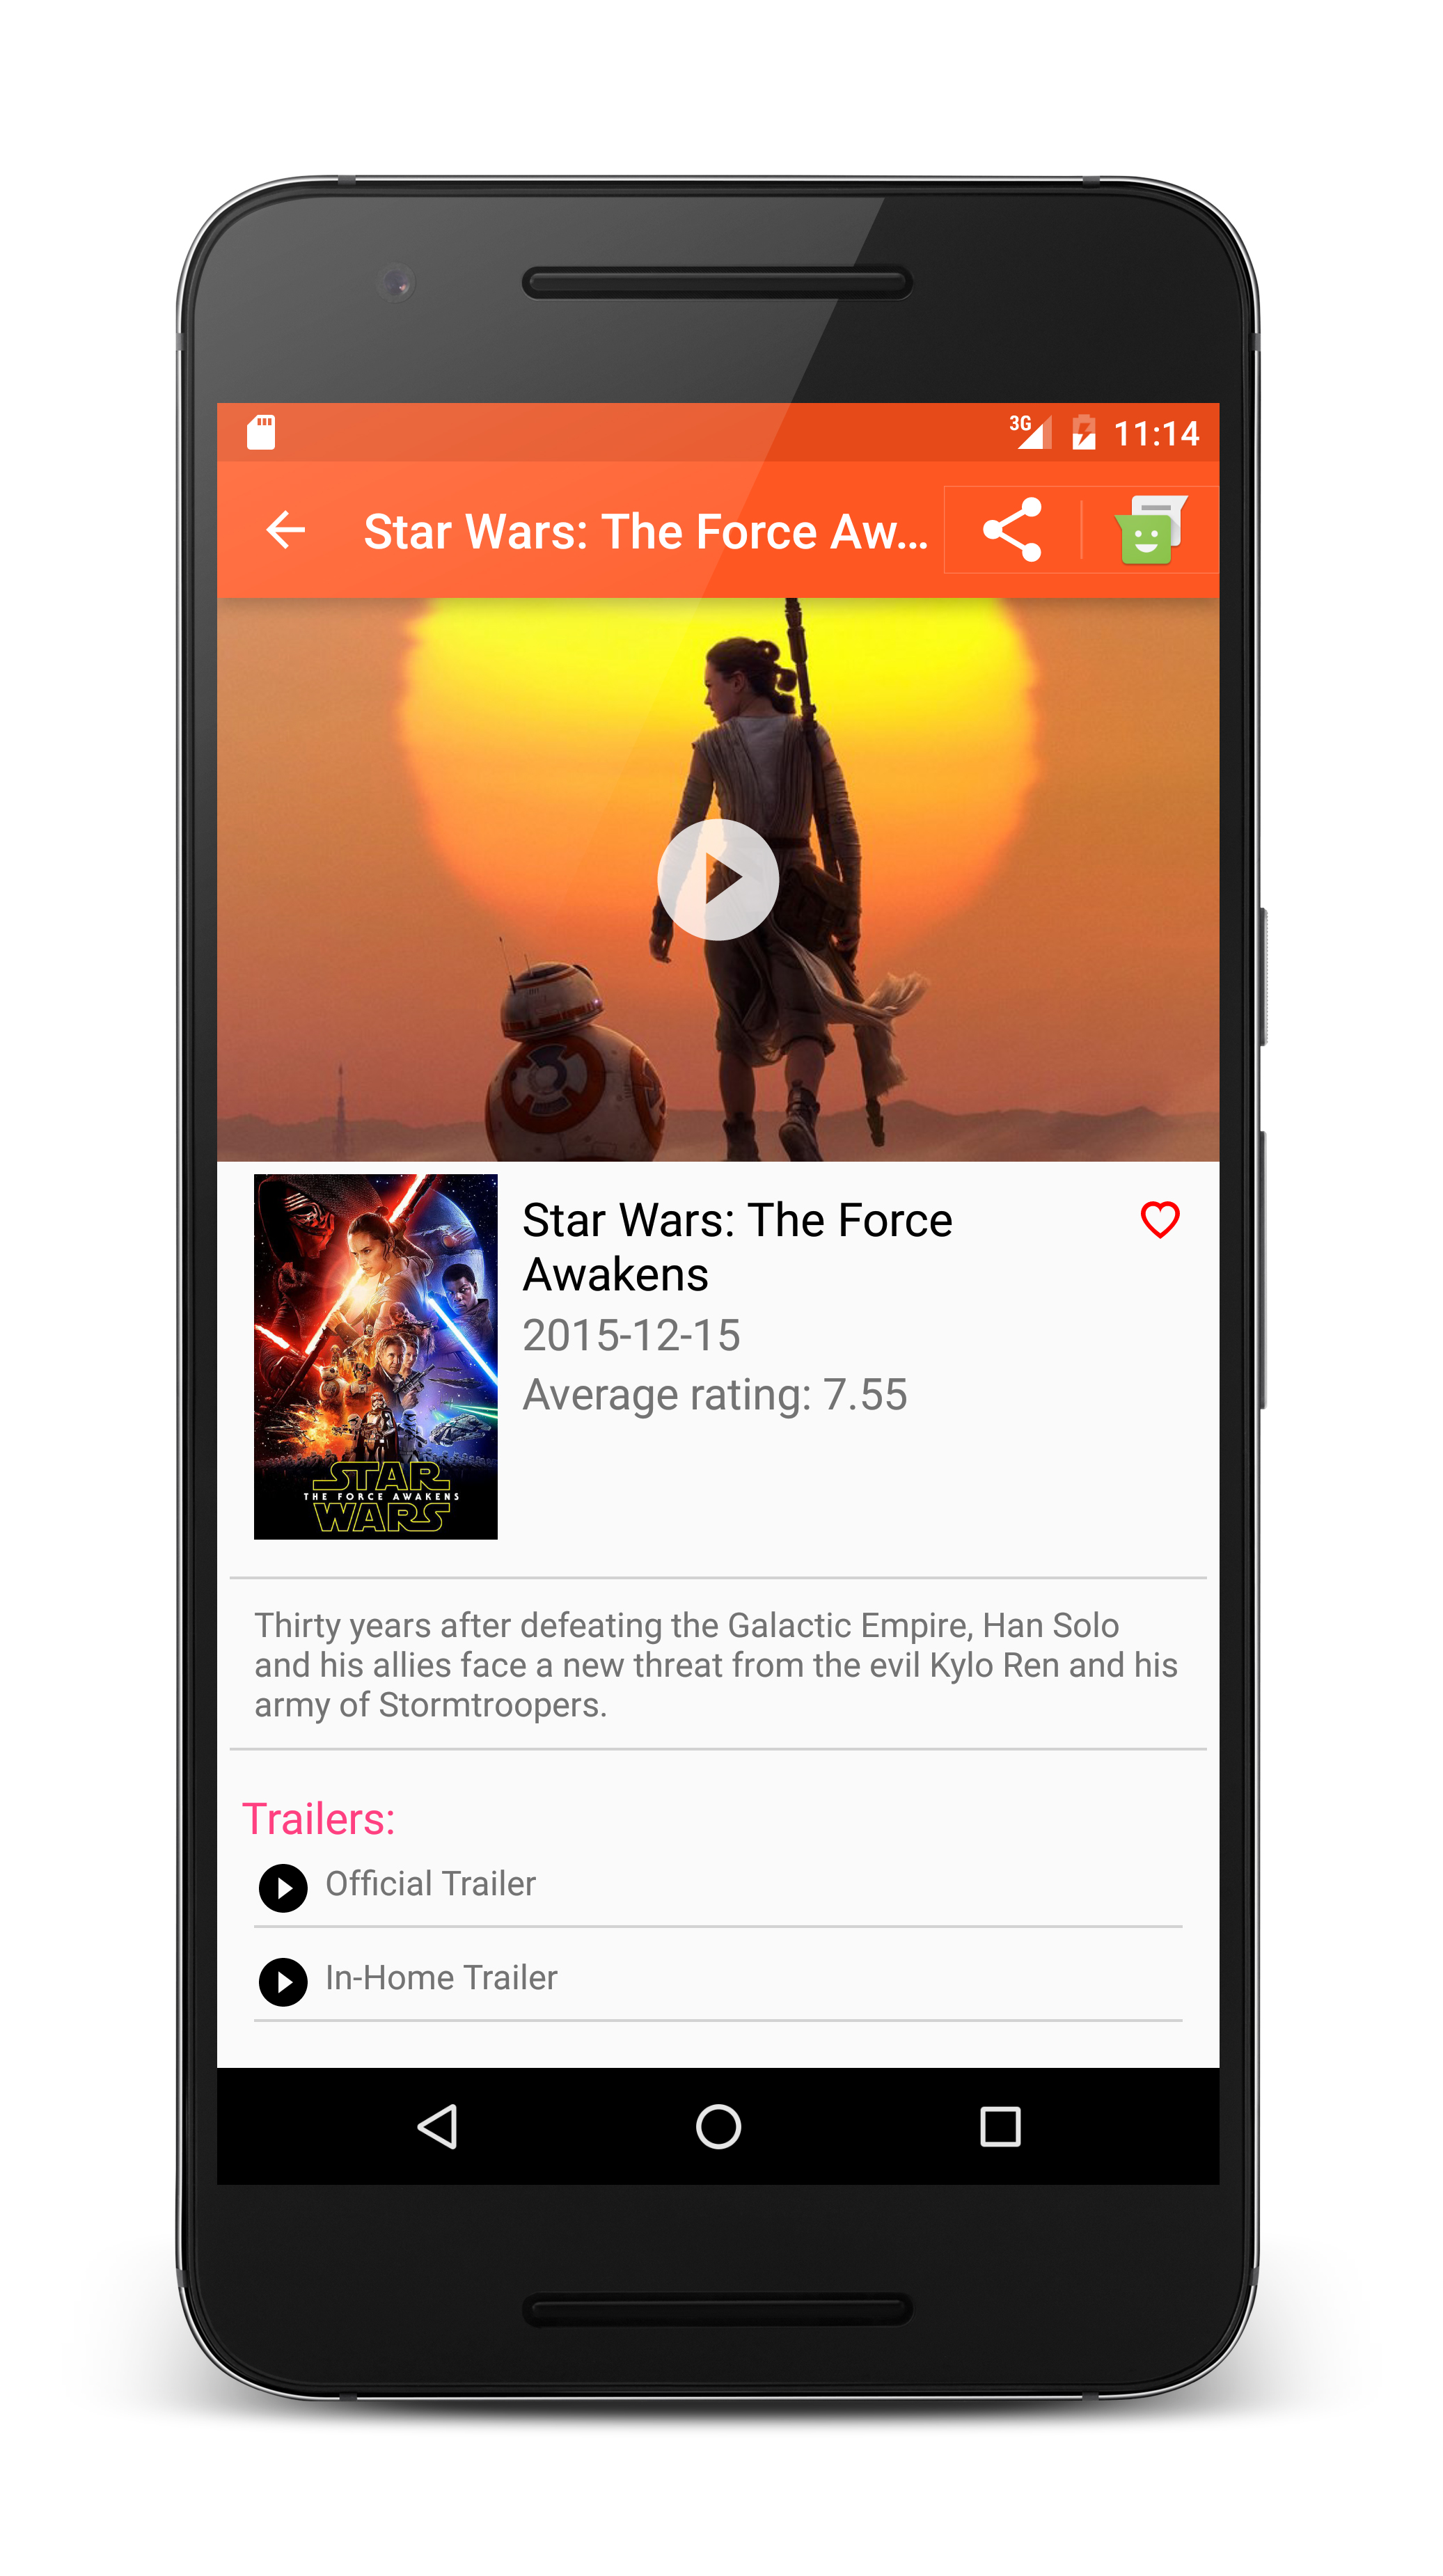 3G 11:14
Star Wars: The Force Aw...
Star Wars: The Force
Awakens
2015-12-15
Average rating: 7.55
STAR
THE FORCE AWAKENS
WARS
Thirty years after defeating the Galactic Empire, Han Solo
and his allies face a new threat from the evil Kylo Ren and his
army of Stormtroopers.
Trailers:
Official Trailer
In-Home Trailer